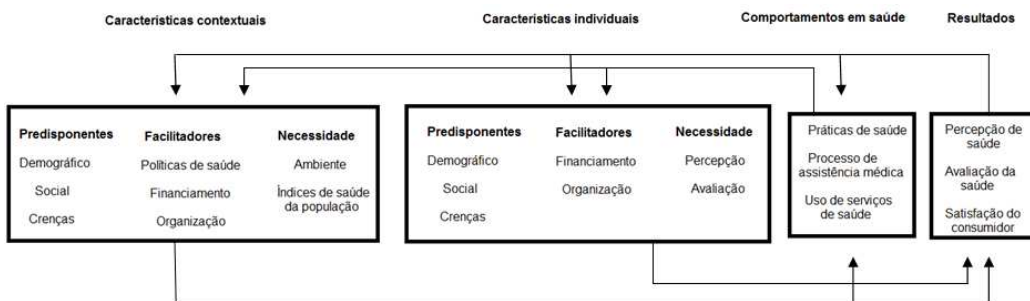 Características contextuais
Características individuais
Comportamentos em saúde
Resultados
Predisponentes
Demográfico
Social
Crenças
Facilitadores
Políticas de saúde
Financiamento
Organização
Necessidade
Ambiente
Índices de saúde
da população
Predisponentes
Demográfico
Social
Crenças
Facilitadores
Financiamento
Organização
Necessidade
Percepção
Avaliação
Práticas de saúde
Processo de
assistência médica
Uso de serviços
de saúde
Percepção de
saúde
Avaliação da
saúde
Satisfação do
consumidor